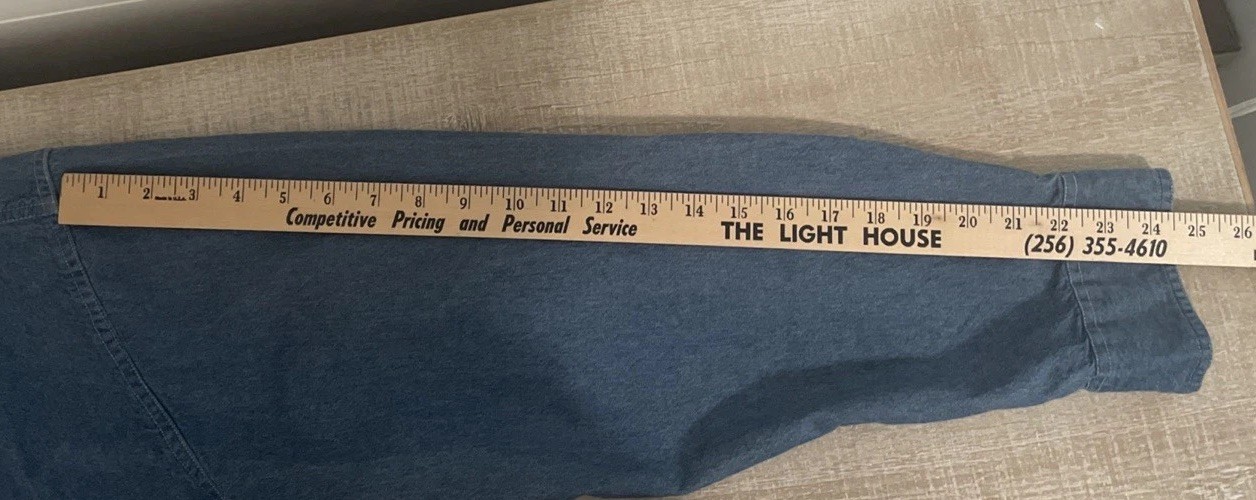 1 2 3 4 5 6 7 8 9 10 11 12 13 14 15 16 17 18 19 20 21 22 23 24 25 26
Competitive Pricing and Personal Service THE LIGHT HOUSE (256) 355-4610